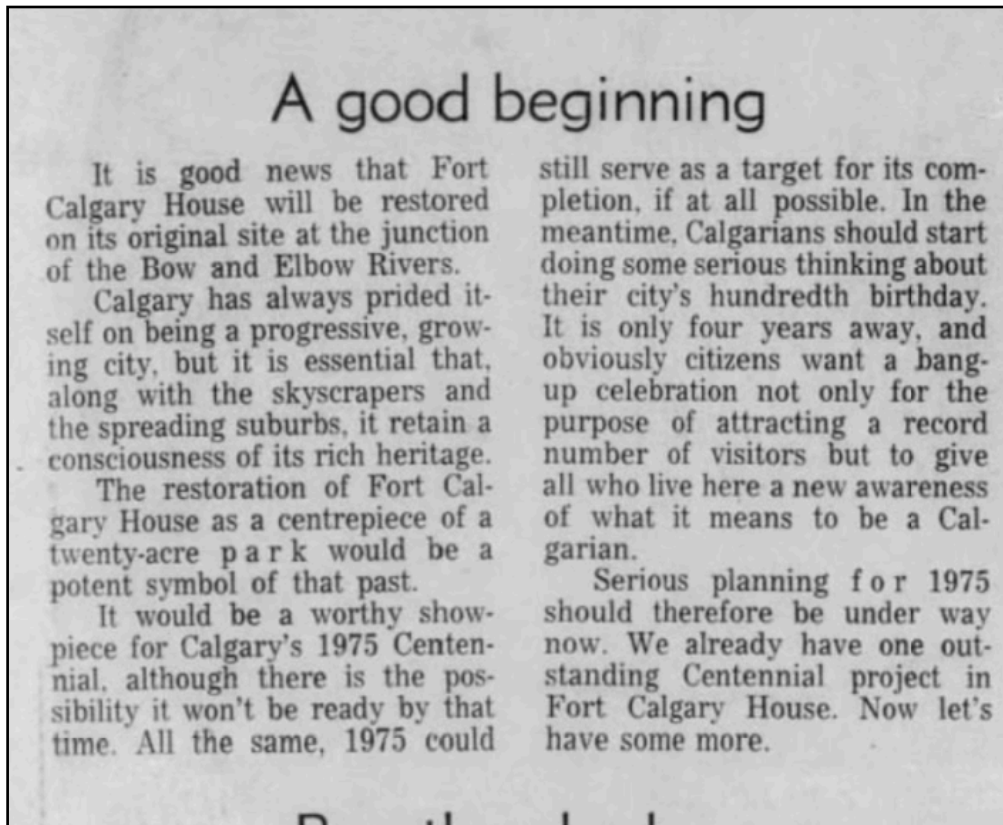 A good beginning
It is good news that Fort
Calgary House will be restored
on its original site at the junction
of the Bow and Elbow Rivers.
Calgary has always prided it-
self on being a progressive, grow-
ing city, but it is essential that,
along with the skyscrapers and
the spreading suburbs, it retain a
consciousness of its rich heritage.
The restoration of Fort Cal-
gary House as a centrepiece of a
twenty-acre park would be a
potent symbol of that past.
It would be a worthy show-
piece for Calgary's 1975 Centen-
nial, although there is the pos-
sibility it won't be ready by that
time. All the same, 1975 could
still serve as a target for its com-
pletion, if at all possible. In the
meantime, Calgarians should start
doing some serious thinking about
their city's hundredth birthday.
It is only four years away, and
obviously citizens want a bang-
up celebration not only for the
purpose of attracting a record
number of visitors but to give
all who live here a new awareness
of what it means to be a Cal-
garian.
Serious planning for 1975
should therefore be under way
now. We already have one out-
standing Centennial project in
Fort Calgary House. Now let's
have some more.